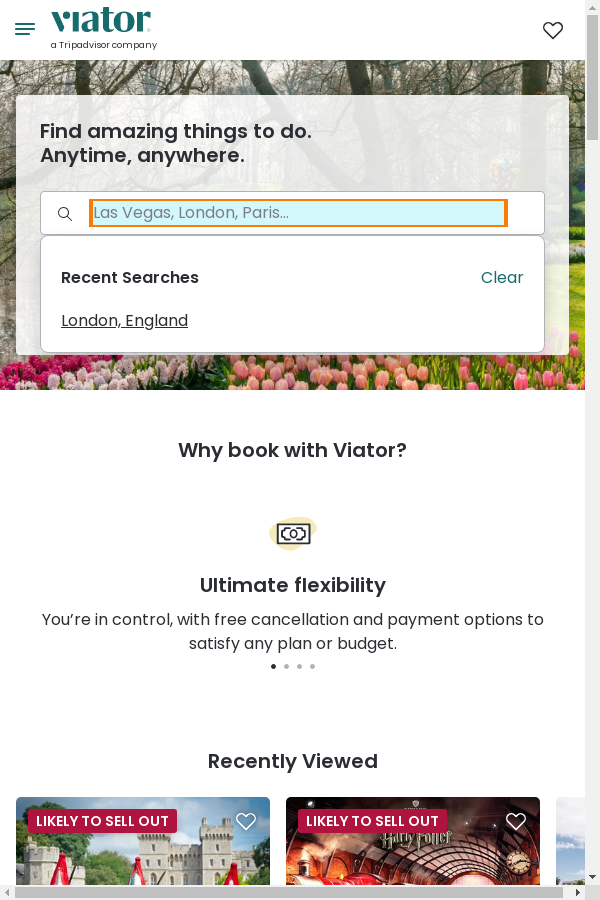 viator
a Tripadvisor company
Find amazing things to do.
Anytime, anywhere.
Las Vegas, London, Paris...
Recent Searches
Clear
London, England
Why book with Viator?
Ultimate flexibility
You’re in control, with free cancellation and payment options to
satisfy any plan or budget.
Recently Viewed
LIKELY TO SELL OUT
LIKELY TO SELL OUT
Harry Potter